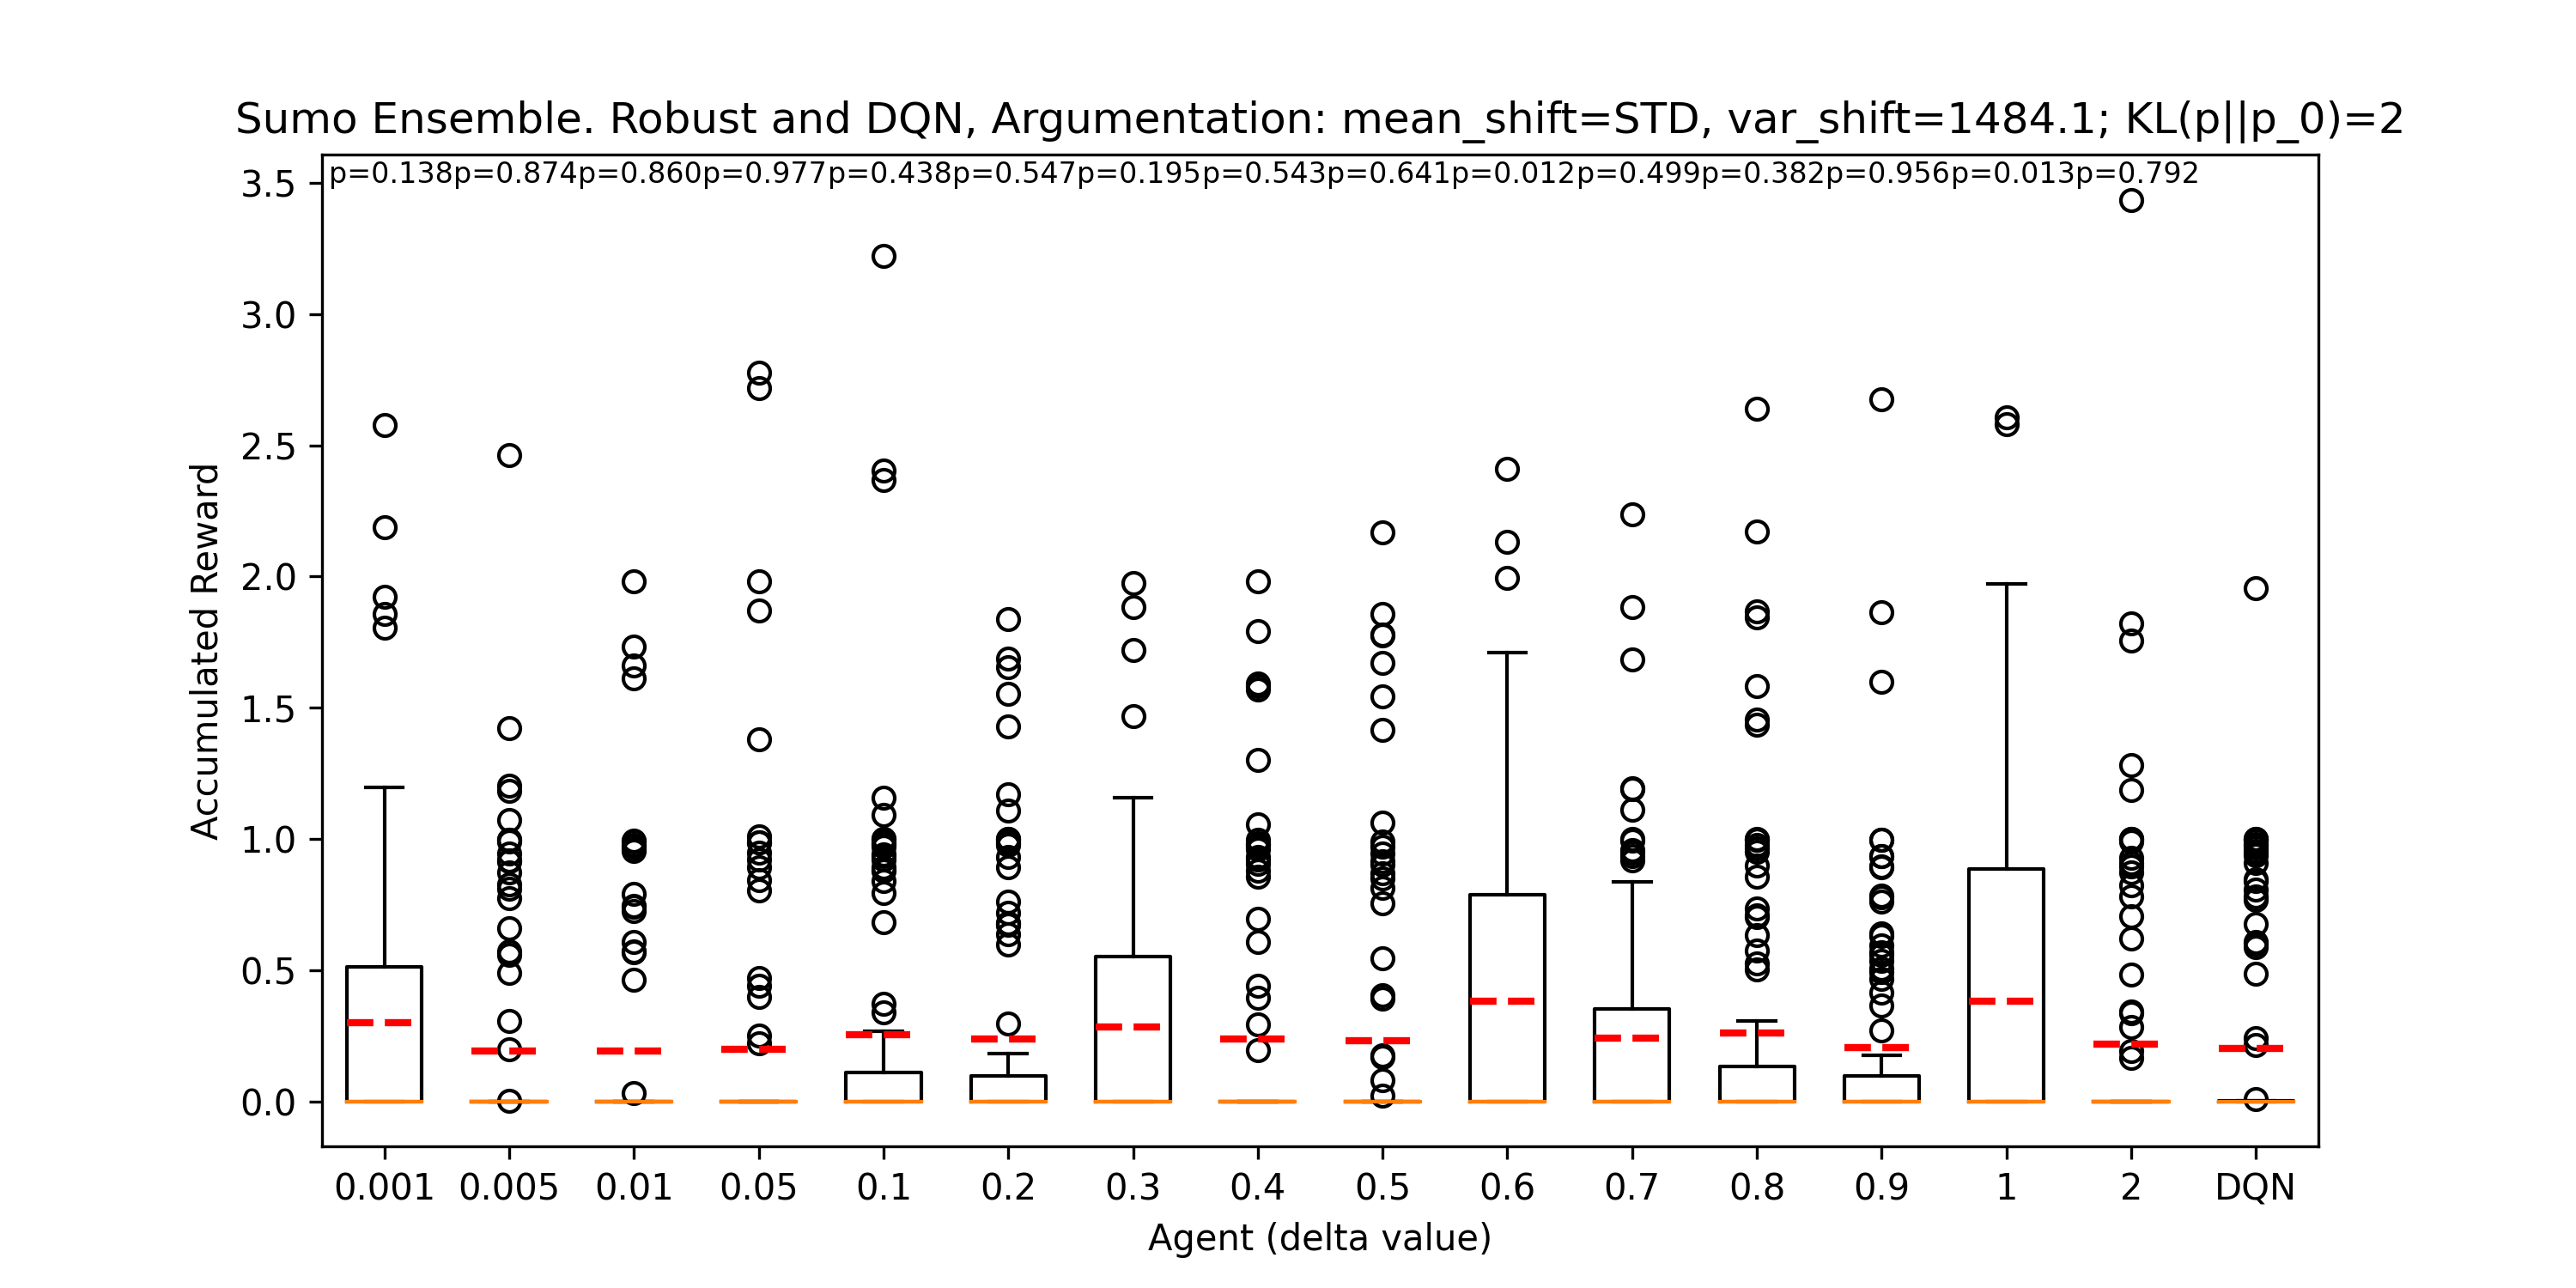 Sumo Ensemble. Robust and DQN, Argumentation: mean_shift=STD, var_shift=1484.1; KL(p||p_0)=2
p=0.138p=0.874p=0.860p=0.977p=0.438p=0.547p=0.195p=0.543p=0.641p=0.012p=0.499p=0.382p=0.956p=0.013p=0.792
3.5
3.0
2.5
2.0
1.5
1.0
0.5
0.0
Accumulated Reward
0.001 0.005 0.01 0.05 0.1 0.2 0.3 0.4 0.5 0.6 0.7 0.8 0.9 1 2 DQN
Agent (delta value)